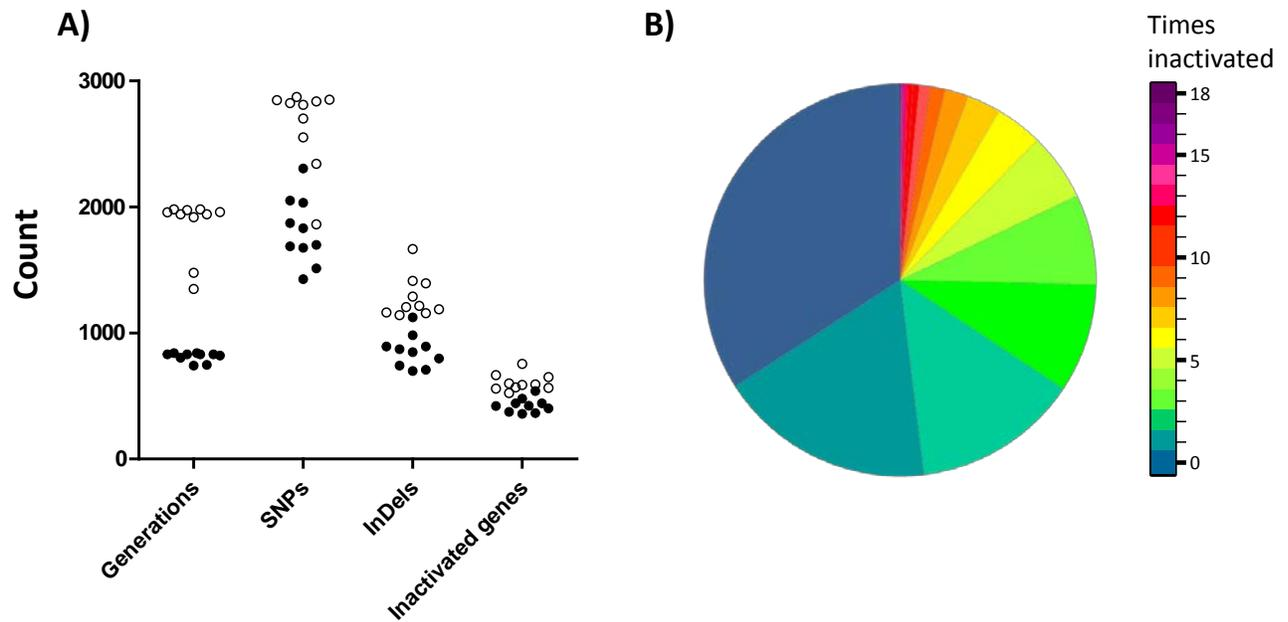 A)
Count
3000
2000
1000
0
Generations
SNPs
InDels
Inactivated genes
B)
Times
inactivated
18
15
10
5
0